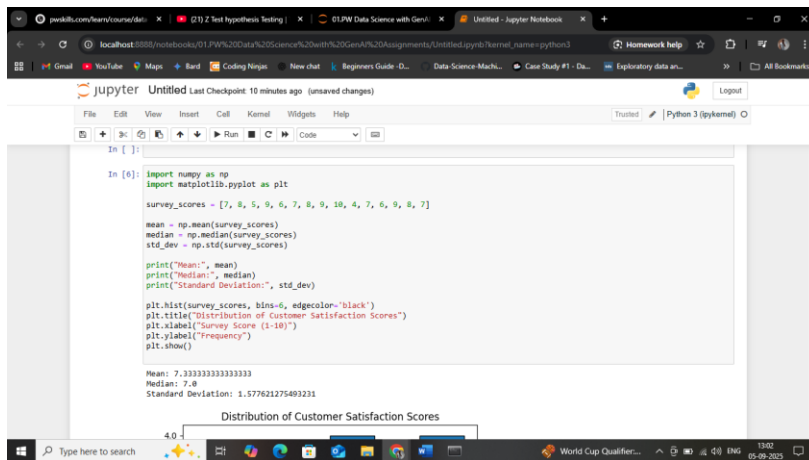 pwskills.com/learn/course/data
(21) Z Test hypothesis Testing |
01.PW Data Science with GenAI
Untitled - Jupyter Notebook
localhost:8888/notebooks/01.PW%20Data%20Science%20with%20GenAI%20Assignments/Untitled.ipynb?kernel_name=python3
Homework help
Gmail YouTube Maps Bard Coding Ninjas New chat Beginners Guide -D... Data-Science-Machi... Case Study #1 - Da... Exploratory data an... » All Bookmarks
jupyter Untitled Last Checkpoint: 10 minutes ago (unsaved changes) Logout
File Edit View Insert Cell Kernel Widgets Help Trusted Python 3 (ipykernel)
Run Code
In [ ]:
In [6]: import numpy as np
import matplotlib.pyplot as plt
survey_scores = [7, 8, 5, 9, 6, 7, 8, 9, 10, 4, 7, 6, 9, 8, 7]
mean = np.mean(survey_scores)
median = np.median(survey_scores)
std_dev = np.std(survey_scores)
print("Mean:", mean)
print("Median:", median)
print("Standard Deviation:", std_dev)
plt.hist(survey_scores, bins=6, edgecolor='black')
plt.title("Distribution of Customer Satisfaction Scores")
plt.xlabel("Survey Score (1-10)")
plt.ylabel("Frequency")
plt.show()
Mean: 7.333333333333333
Median: 7.0
Standard Deviation: 1.577621275493231
Distribution of Customer Satisfaction Scores
4.0
Type here to search
World Cup Qualifier:...
ENG
13:02
05-09-2025